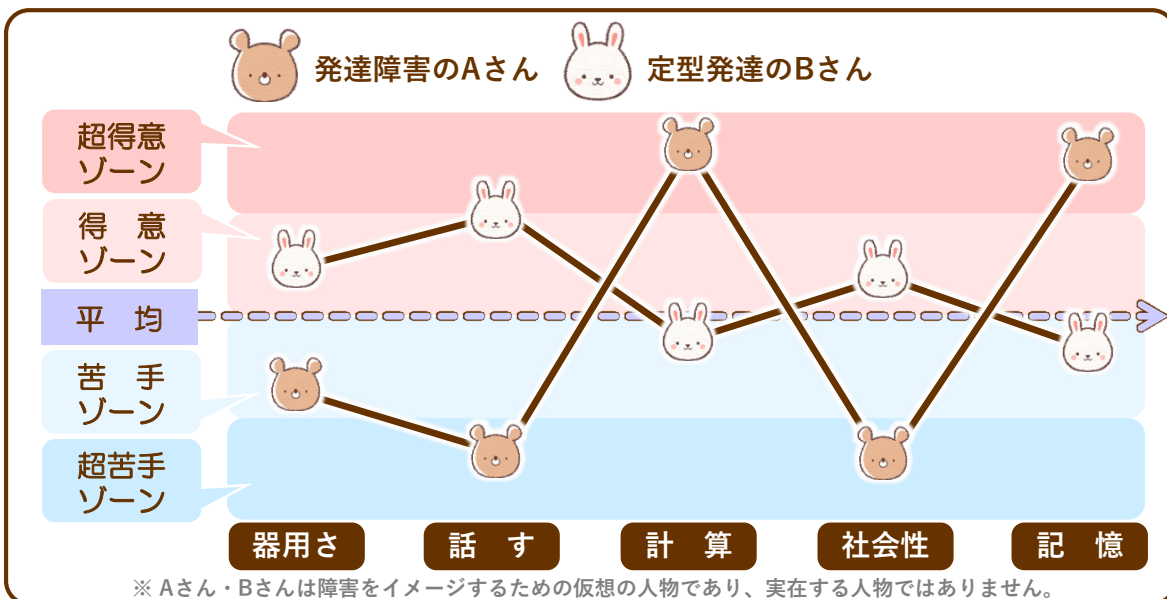 発達障害のAさん
定型発達のBさん
超得意
ゾーン
得 意
ゾーン
平 均
苦 手
ゾーン
超苦手
ゾーン
器用さ
話 す
計 算
社会性
記 憶
※ Aさん・Bさんは障害をイメージするための仮想の人物であり、実在する人物ではありません。